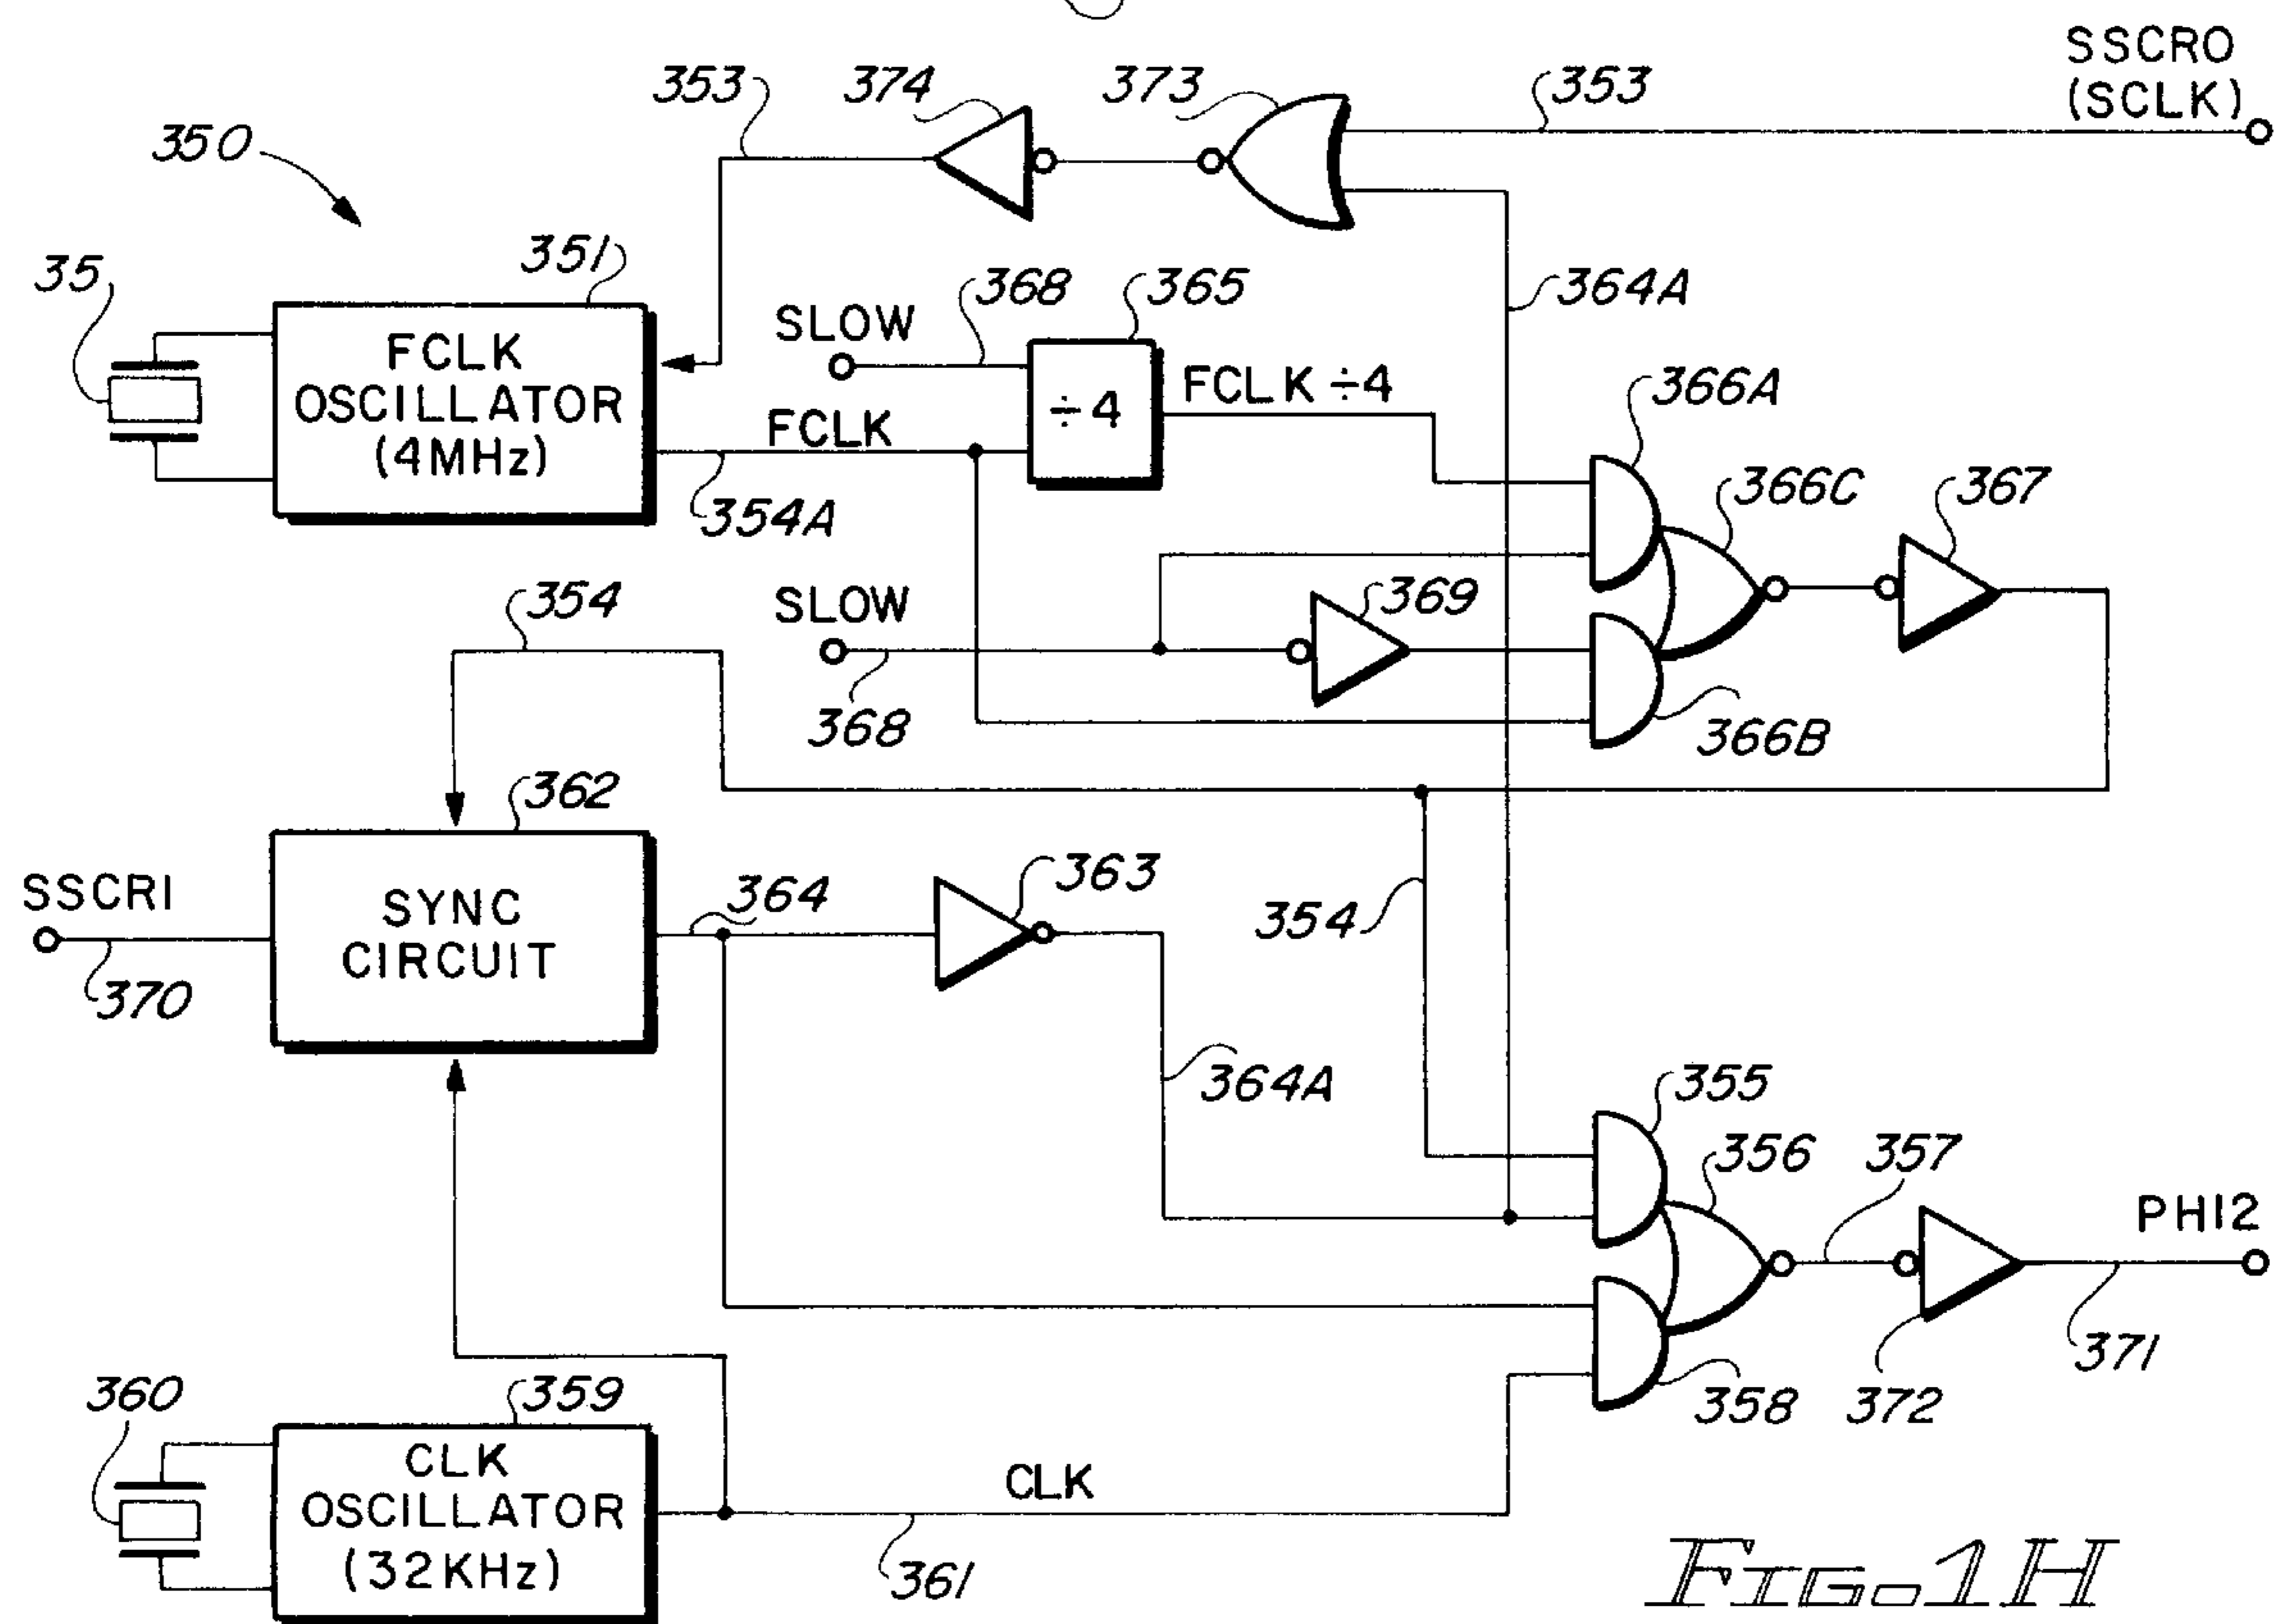 SSCRO
(SCLK)
353
374
373
353
350
351
35
FCLK
OSCILLATOR
(4MHz)
SLOW
368
365
364A
÷4
FCLK ÷4
FCLK
354A
366A
366C
367
354
SLOW
369
368
366B
362
SSCRI
370
SYNC
CIRCUIT
364
363
354
364A
355
356
357
PHI2
371
358
372
360
359
CLK
OSCILLATOR
(32KHz)
CLK
361
FIG. 1H